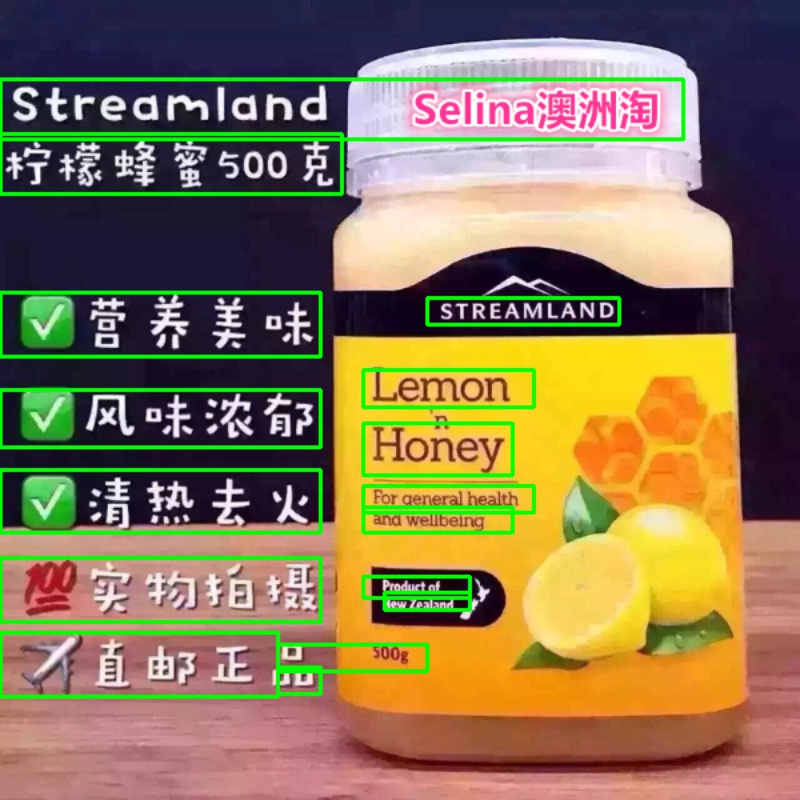 Streamland
Selina澳洲淘
柠檬蜂蜜500克
营养美味
风味浓郁
清热去火
💯实物拍摄
直邮正品
STREAMLAND
Lemon
'n
Honey
For general health
and wellbeing
Product of
New Zealand
500g